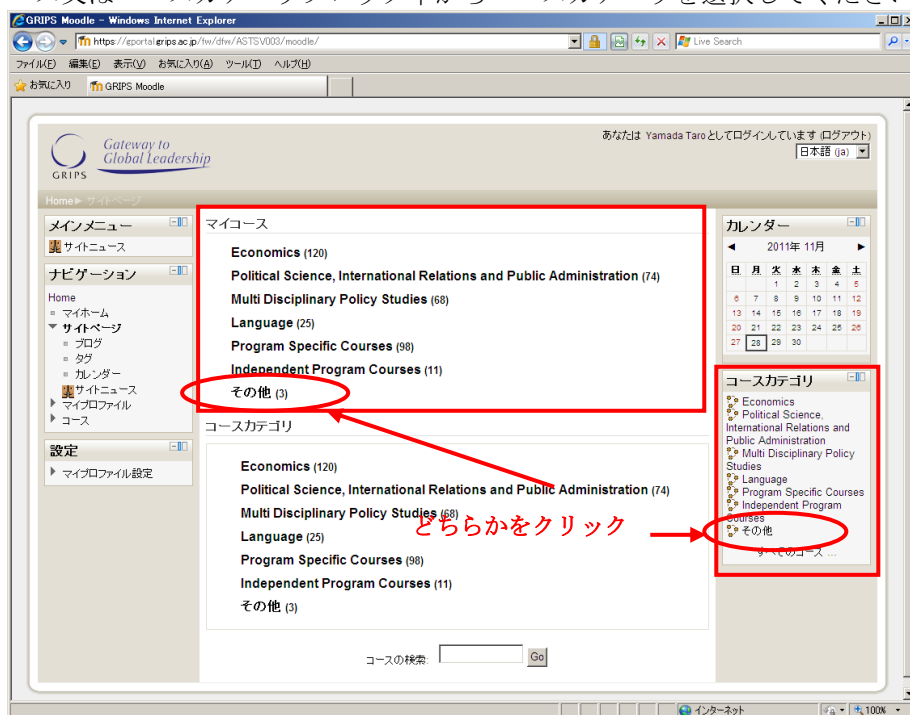 GRIPS Moodle - Windows Internet Explorer
https://gportal.grips.ac.jp/fw/dfw/ASTSV003/moodle/
Live Search
ファイル(F) 編集(E) 表示(V) お気に入り(A) ツール(T) ヘルプ(H)
お気に入り GRIPS Moodle
Gateway to
Global Leadership
GRIPS
あなたは Yamada Taro としてログインしています (ログアウト)
日本語 (ja)
Home ► サイトページ
メインメニュー
サイトニュース
ナビゲーション
Home
マイホーム
サイトページ
ブログ
タグ
カレンダー
サイトニュース
マイプロファイル
コース
設定
マイプロファイル設定
マイコース
Economics (120)
Political Science, International Relations and Public Administration (74)
Multi Disciplinary Policy Studies (68)
Language (25)
Program Specific Courses (98)
Independent Program Courses (11)
その他 (3)
コースカテゴリ
Economics (120)
Political Science, International Relations and Public Administration (74)
Multi Disciplinary Policy Studies (68)
Language (25)
Program Specific Courses (98)
Independent Program Courses (11)
その他 (3)
どちらかをクリック
コースの検索: Go
カレンダー
◄ 2011年 11月 ►
日 月 火 水 木 金 土
1 2 3 4 5
6 7 8 9 10 11 12
13 14 15 16 17 18 19
20 21 22 23 24 25 26
27 28 29 30
コースカテゴリ
Economics
Political Science,
International Relations and
Public Administration
Multi Disciplinary Policy
Studies
Language
Program Specific Courses
Independent Program
Courses
その他
すべてのコース ...
インターネット
100%